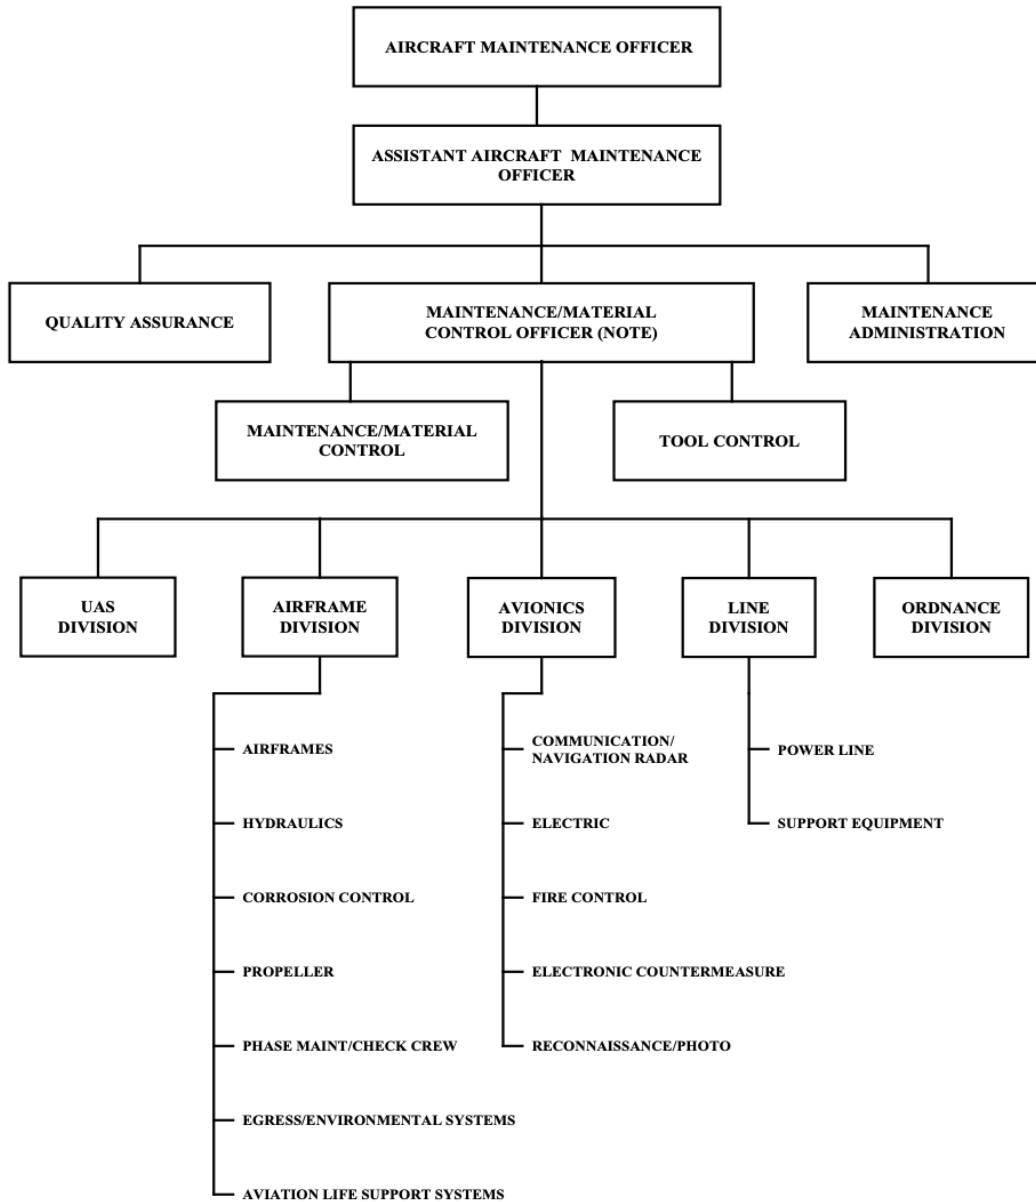 AIRCRAFT MAINTENANCE OFFICER
ASSISTANT AIRCRAFT MAINTENANCE
OFFICER
QUALITY ASSURANCE
MAINTENANCE/MATERIAL
CONTROL OFFICER (NOTE)
MAINTENANCE
ADMINISTRATION
MAINTENANCE/MATERIAL
CONTROL
TOOL CONTROL
UAS
DIVISION
AIRFRAME
DIVISION
AVIONICS
DIVISION
LINE
DIVISION
ORDNANCE
DIVISION
AIRFRAMES
HYDRAULICS
CORROSION CONTROL
PROPELLER
PHASE MAINT/CHECK CREW
EGRESS/ENVIRONMENTAL SYSTEMS
AVIATION LIFE SUPPORT SYSTEMS
COMMUNICATION/
NAVIGATION RADAR
ELECTRIC
FIRE CONTROL
ELECTRONIC COUNTERMEASURE
RECONNAISSANCE/PHOTO
POWER LINE
SUPPORT EQUIPMENT